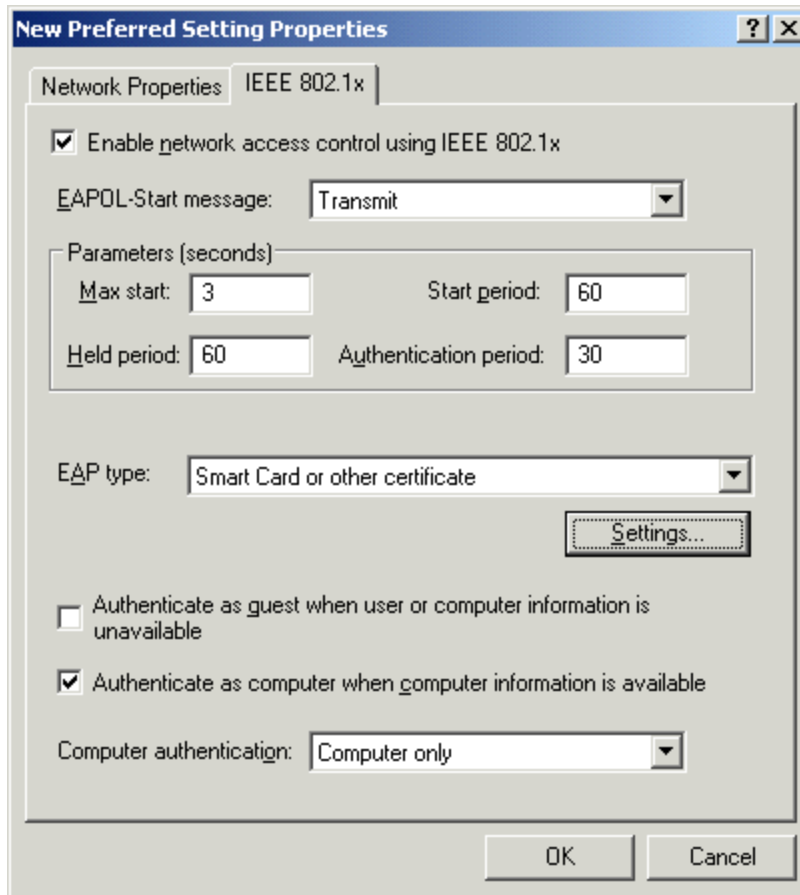 New Preferred Setting Properties
Network Properties
IEEE 802.1x
Enable network access control using IEEE 802.1x
EAPOL-Start message: Transmit
Parameters (seconds)
Max start: 3 Start period: 60
Held period: 60 Authentication period: 30
EAP type: Smart Card or other certificate
Settings...
Authenticate as guest when user or computer information is
unavailable
Authenticate as computer when computer information is available
Computer authentication: Computer only
OK Cancel